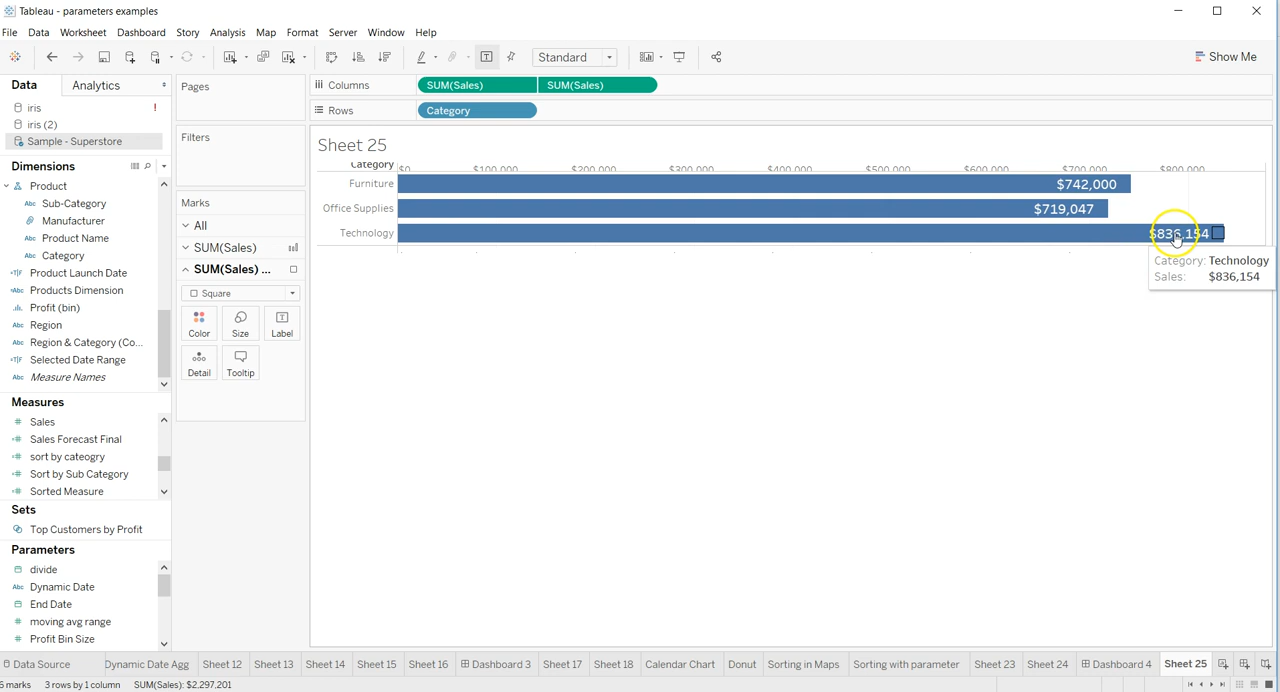 Tableau - parameters examples
File Data Worksheet Dashboard Story Analysis Map Format Server Window Help
Standard
Show Me
Data Analytics
iris !
iris (2)
Sample - Superstore
Dimensions
Product
Abc Sub-Category
Manufacturer
Abc Product Name
Abc Category
=T|F Product Launch Date
=Abc Products Dimension
Profit (bin)
Abc Region
Abc Region & Category (Co...
=T|F Selected Date Range
Abc Measure Names
Measures
# Sales
=# Sales Forecast Final
=# sort by cateogry
=# Sort by Sub Category
=# Sorted Measure
Sets
Top Customers by Profit
Parameters
divide
Abc Dynamic Date
End Date
# moving avg range
# Profit Bin Size
Pages
Filters
Marks
All
SUM(Sales)
SUM(Sales) ...
Square
Color Size Label
Detail Tooltip
Columns SUM(Sales) SUM(Sales)
Rows Category
Sheet 25
Category $0 $100,000 $200,000 $300,000 $400,000 $500,000 $600,000 $700,000 $800,000
Furniture $742,000
Office Supplies $719,047
Technology $836,154
Category: Technology
Sales: $836,154
Data Source Dynamic Date Agg Sheet 12 Sheet 13 Sheet 14 Sheet 15 Sheet 16 Dashboard 3 Sheet 17 Sheet 18 Calendar Chart Donut Sorting in Maps Sorting with parameter Sheet 23 Sheet 24 Dashboard 4 Sheet 25
6 marks 3 rows by 1 column SUM(Sales): $2,297,201